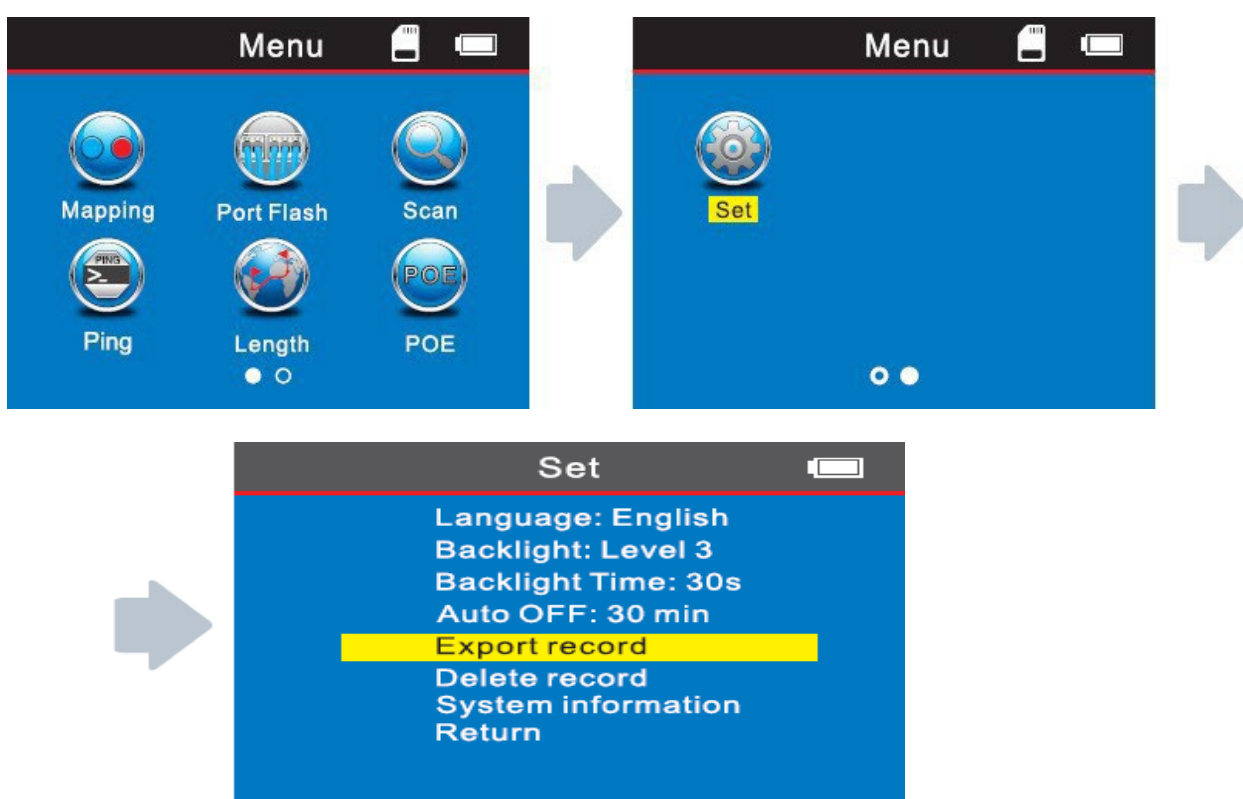 Menu
Mapping
Port Flash
Scan
PING
>_
POE
Ping
Length
POE
Menu
Set
Set
Language: English
Backlight: Level 3
Backlight Time: 30s
Auto OFF: 30 min
Export record
Delete record
System information
Return